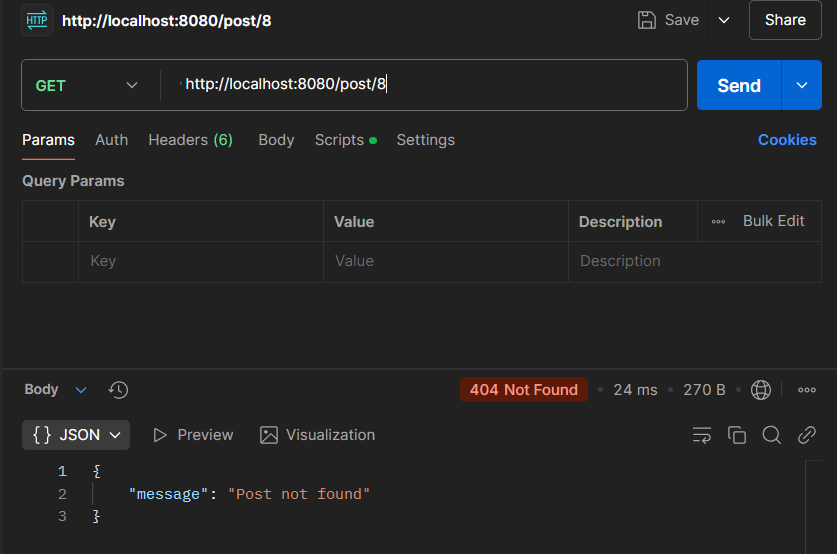 HTTP http://localhost:8080/post/8 Save Share
GET http://localhost:8080/post/8 Send
Params Auth Headers (6) Body Scripts Settings Cookies
Query Params
Key Value Description Bulk Edit
Key Value Description
Body 404 Not Found 24 ms 270 B
{} JSON Preview Visualization
1 {
2 "message": "Post not found"
3 }